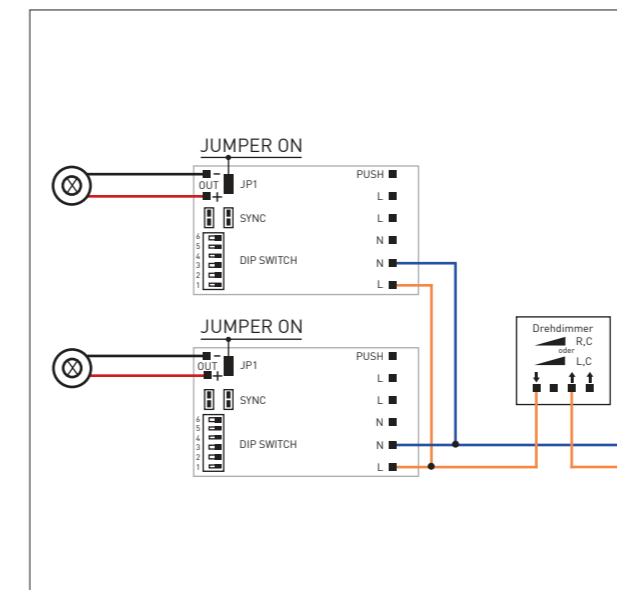 JUMPER ON
-
OUT
+
JP1
SYNC
6
5
4
3
2
1
DIP SWITCH
PUSH
L
L
N
N
L
JUMPER ON
-
OUT
+
JP1
SYNC
6
5
4
3
2
1
DIP SWITCH
PUSH
L
L
N
N
L
Drehdimmer
R,C
oder
L,C